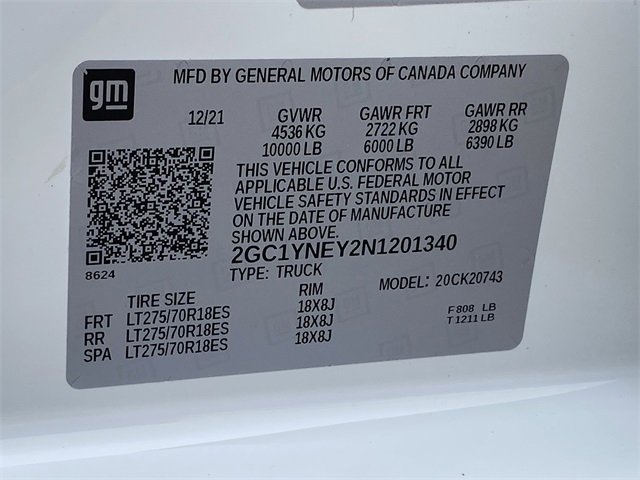 gm
MFD BY GENERAL MOTORS OF CANADA COMPANY
12/21 GVWR GAWR FRT GAWR RR
4536 KG 2722 KG 2898 KG
10000 LB 6000 LB 6390 LB
THIS VEHICLE CONFORMS TO ALL
APPLICABLE U.S. FEDERAL MOTOR
VEHICLE SAFETY STANDARDS IN EFFECT
ON THE DATE OF MANUFACTURE
SHOWN ABOVE.
2GC1YNEY2N1201340
8624
TYPE: TRUCK MODEL: 20CK20743
TIRE SIZE RIM
FRT LT275/70R18ES 18X8J
RR LT275/70R18ES 18X8J
SPA LT275/70R18ES 18X8J
F 808 LB
T 1211 LB